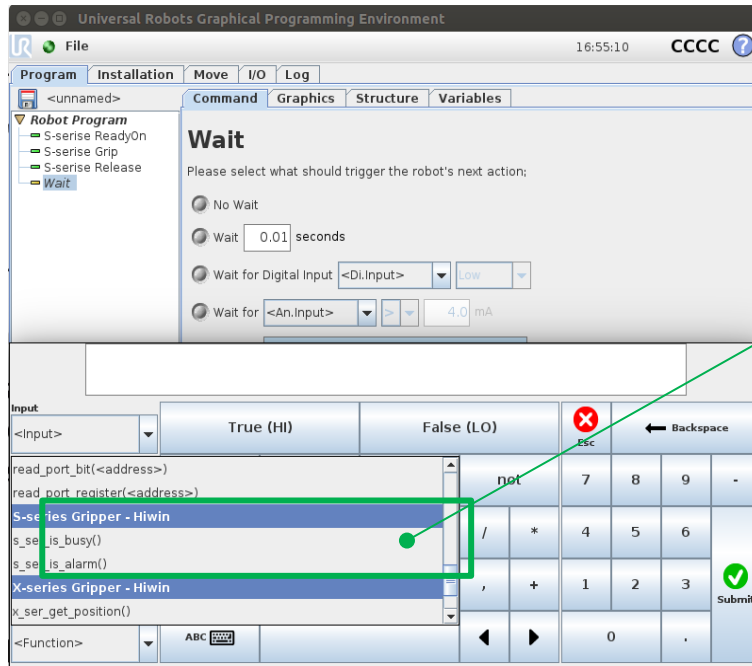 Universal Robots Graphical Programming Environment
File
16:55:10
CCCC
?
Program
Installation
Move
I/O
Log
<unnamed>
Command
Graphics
Structure
Variables
Robot Program
S-serise ReadyOn
S-serise Grip
S-serise Release
Wait
Wait
Please select what should trigger the robot's next action;
No Wait
Wait 0.01 seconds
Wait for Digital Input <Di.Input> Low
Wait for <An.Input> > 4.0 mA
Input
<Input>
True (HI)
False (LO)
Esc
Backspace
read_port_bit(<address>)
read_port_register(<address>)
S-series Gripper - Hiwin
s_ser_is_busy()
s_ser_is_alarm()
X-series Gripper - Hiwin
x_ser_get_position()
<Function>
ABC
not
7 8 9 -
/ * 4 5 6
, + 1 2 3
Submit
0 .